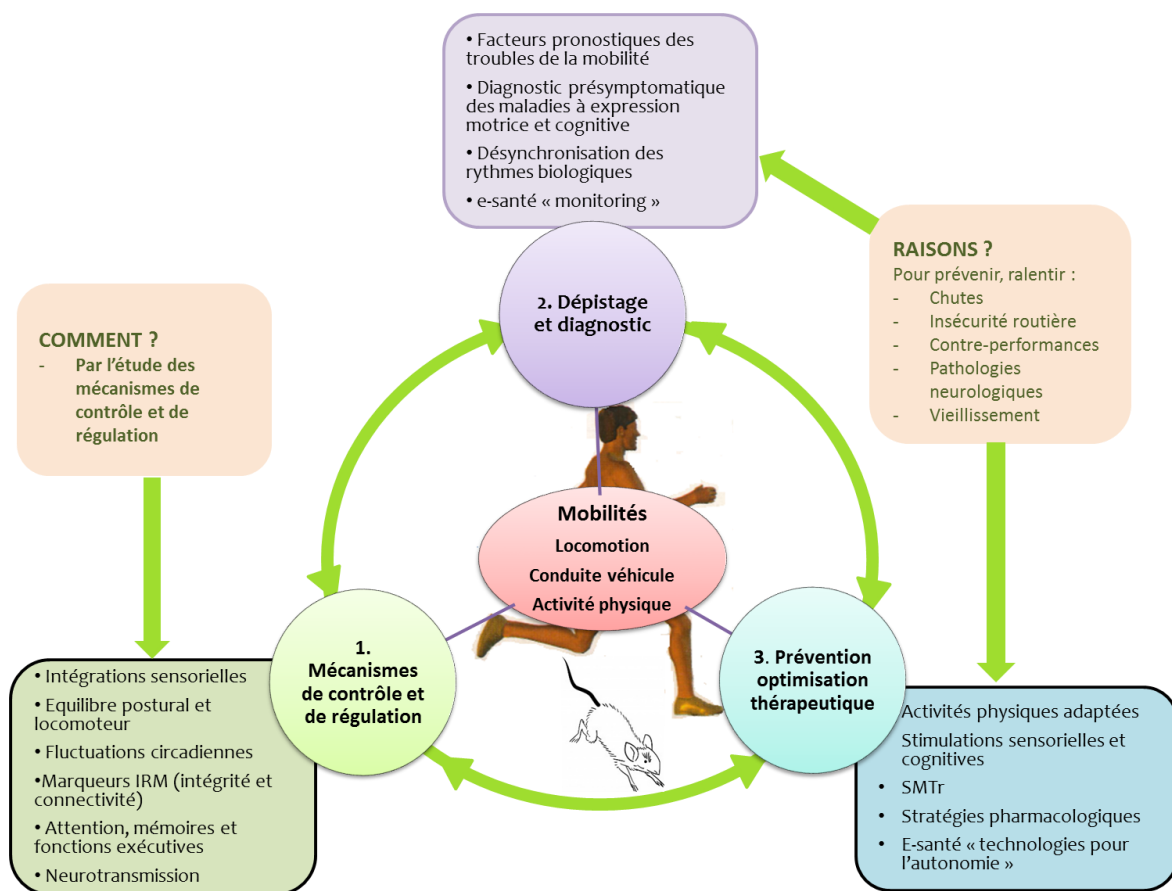 • Facteurs pronostiques des
troubles de la mobilité
• Diagnostic présymptomatique
des maladies à expression
motrice et cognitive
• Désynchronisation des
rythmes biologiques
• e-santé « monitoring »
2. Dépistage
et diagnostic
RAISONS ?
Pour prévenir, ralentir :
- Chutes
- Insécurité routière
- Contre-performances
- Pathologies
neurologiques
- Vieillissement
COMMENT ?
- Par l’étude des
mécanismes de
contrôle et de
régulation
Mobilités
Locomotion
Conduite véhicule
Activité physique
1.
Mécanismes
de contrôle et
de régulation
3. Prévention
optimisation
thérapeutique
• Intégrations sensorielles
• Equilibre postural et
locomoteur
• Fluctuations circadiennes
•Marqueurs IRM (intégrité et
connectivité)
• Attention, mémoires et
fonctions exécutives
• Neurotransmission
Activités physiques adaptées
Stimulations sensorielles et
cognitives
• SMTr
• Stratégies pharmacologiques
• E-santé « technologies pour
l’autonomie »